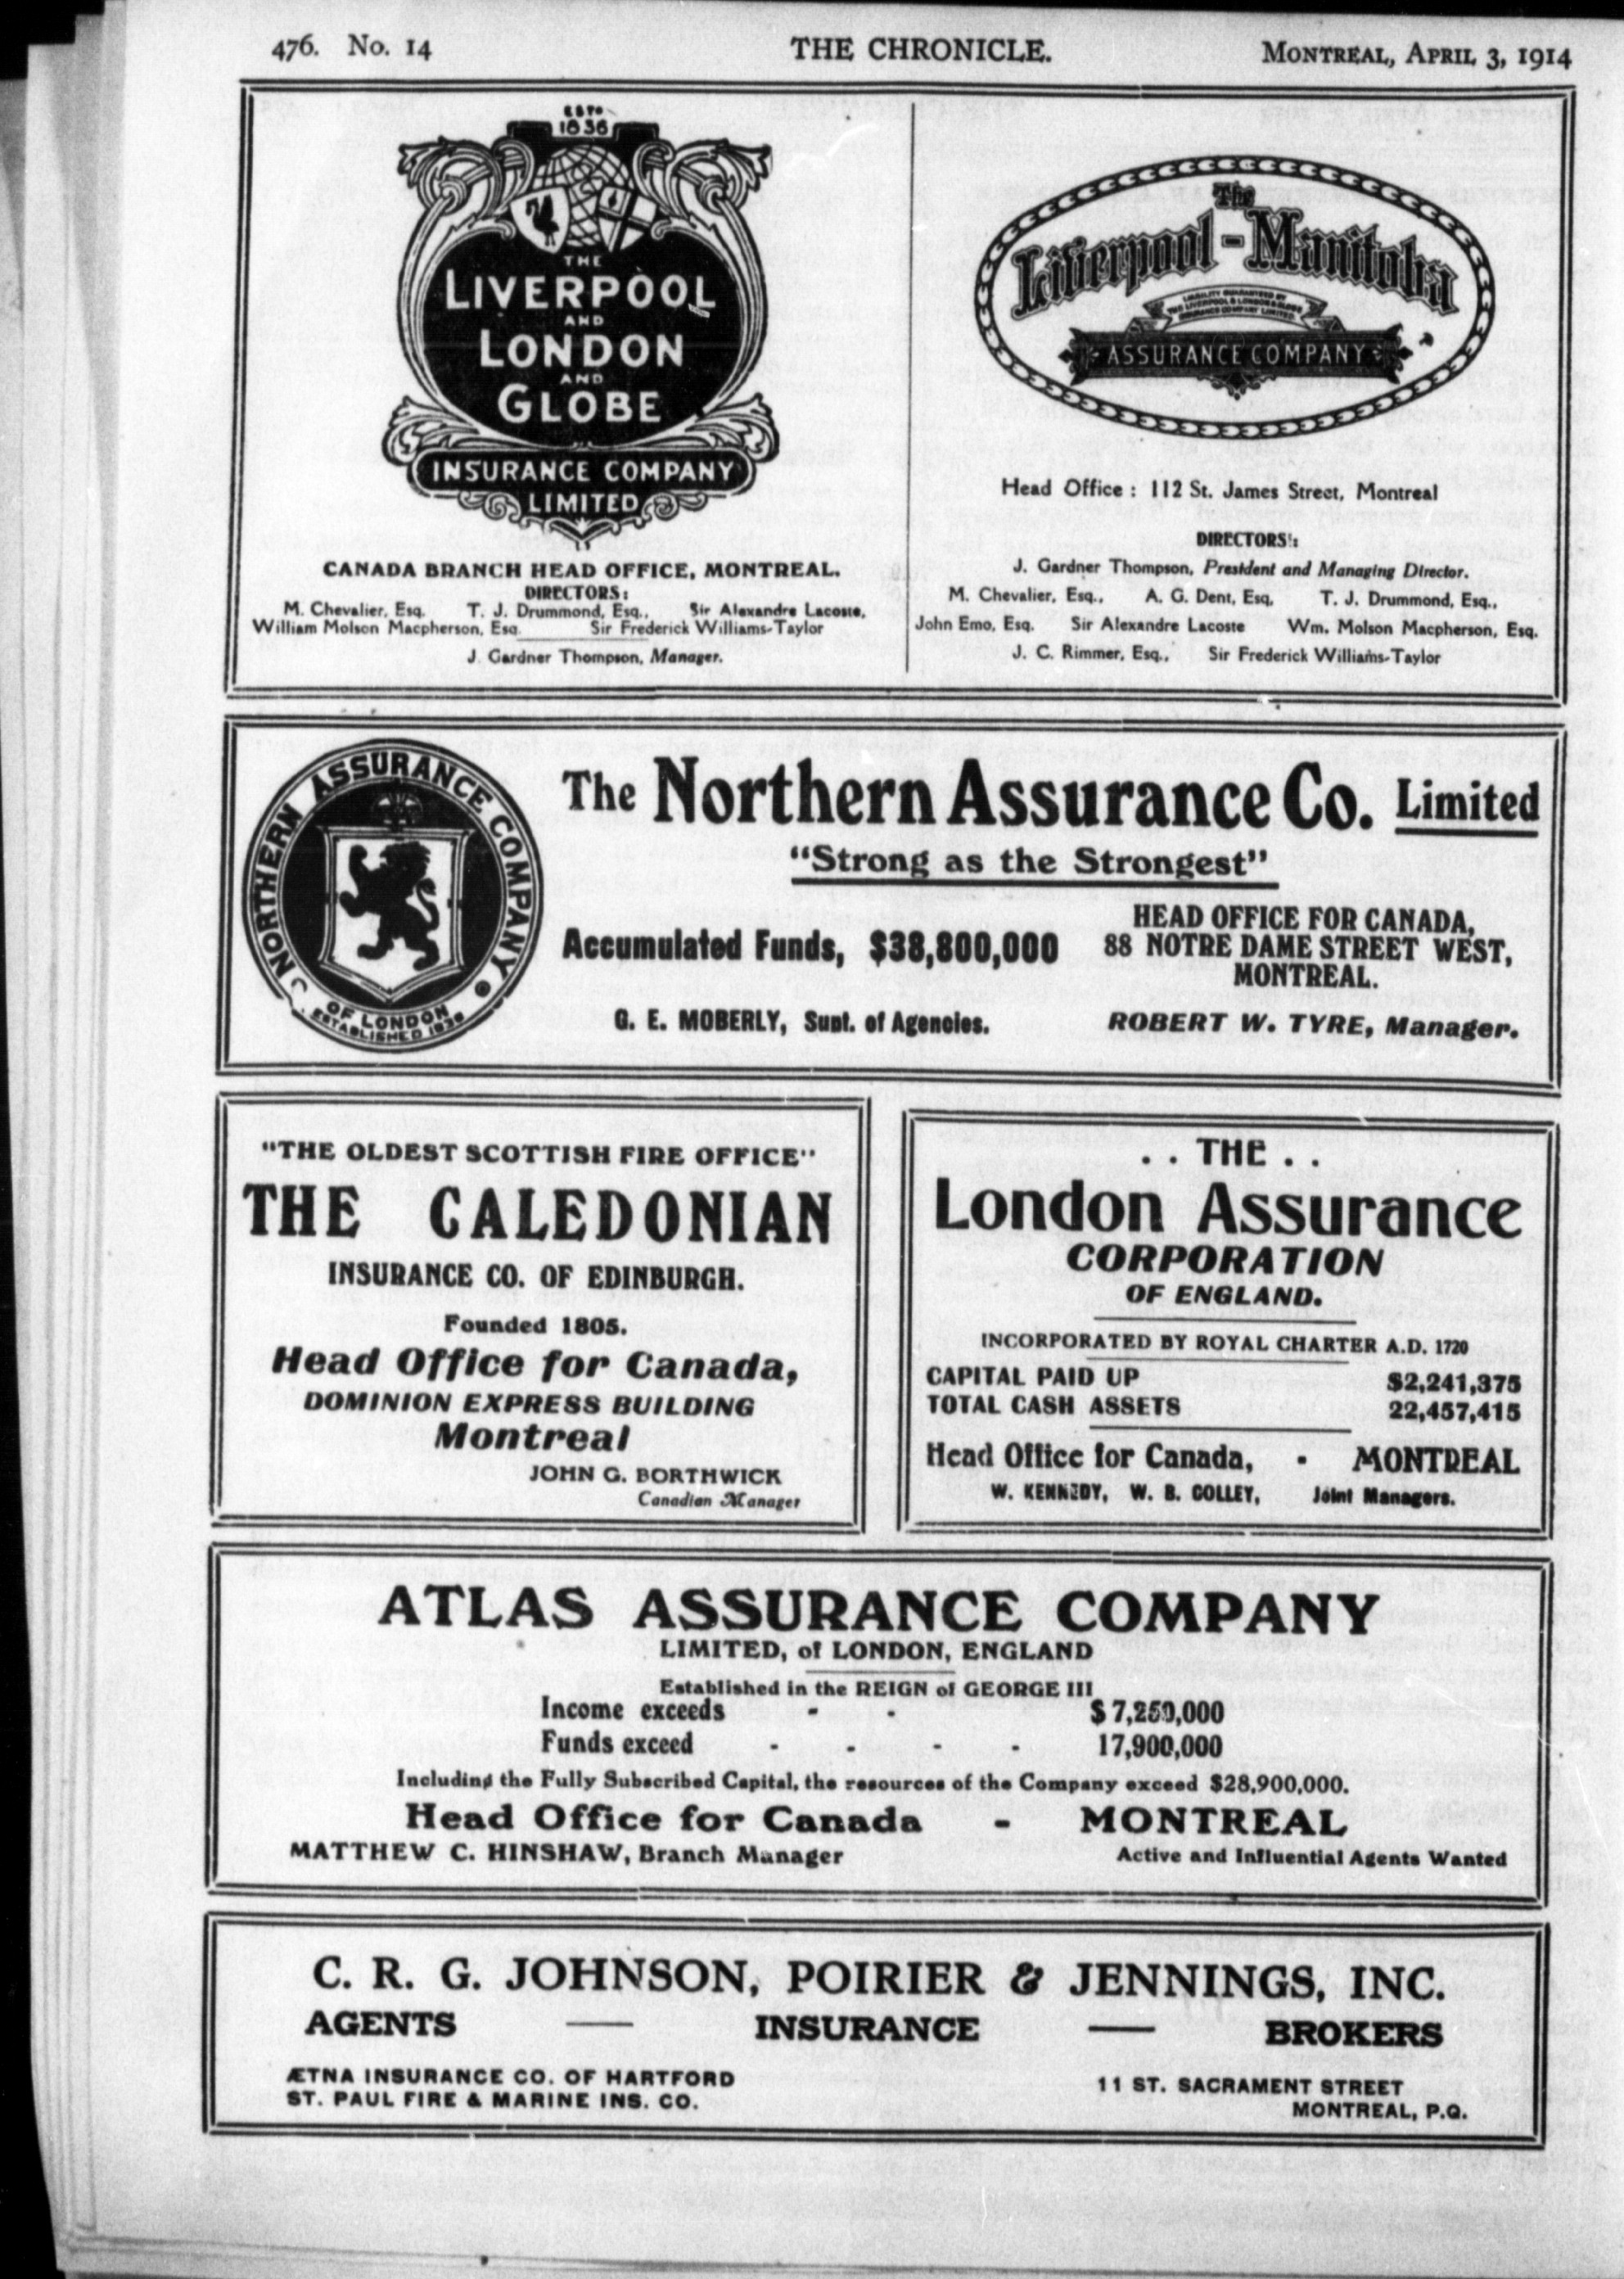 476. No. 14
THE CHRONICLE.
MONTREAL, APRIL 3, 1914
ESTD
1836
THE
LIVERPOOL
AND
LONDON
AND
GLOBE
INSURANCE COMPANY
LIMITED
CANADA BRANCH HEAD OFFICE, MONTREAL.
DIRECTORS:
M. Chevalier, Esq. T. J. Drummond, Esq., Sir Alexandre Lacoste,
William Molson Macpherson, Esq. Sir Frederick Williams-Taylor
J. Gardner Thompson, Manager.
The
Liverpool-Manitoba
LIABILITY GUARANTEED BY
THE LIVERPOOL & LONDON & GLOBE
INSURANCE COMPANY LIMITED.
ASSURANCE COMPANY
Head Office : 112 St. James Street, Montreal
DIRECTORS:
J. Gardner Thompson, President and Managing Director.
M. Chevalier, Esq., A. G. Dent, Esq. T. J. Drummond, Esq.,
John Emo, Esq. Sir Alexandre Lacoste Wm. Molson Macpherson, Esq.
J. C. Rimmer, Esq., Sir Frederick Williams-Taylor
NORTHERN ASSURANCE COMPANY
OF LONDON
ESTABLISHED 1836
The Northern Assurance Co. Limited
"Strong as the Strongest"
Accumulated Funds, $38,800,000
HEAD OFFICE FOR CANADA,
88 NOTRE DAME STREET WEST,
MONTREAL.
G. E. MOBERLY, Supt. of Agencies.
ROBERT W. TYRE, Manager.
"THE OLDEST SCOTTISH FIRE OFFICE"
THE CALEDONIAN
INSURANCE CO. OF EDINBURGH.
Founded 1805.
Head Office for Canada,
DOMINION EXPRESS BUILDING
Montreal
JOHN G. BORTHWICK
Canadian Manager
. . THE . .
London Assurance
CORPORATION
OF ENGLAND.
INCORPORATED BY ROYAL CHARTER A.D. 1720
CAPITAL PAID UP $2,241,375
TOTAL CASH ASSETS 22,457,415
Head Office for Canada, - MONTREAL
W. KENNEDY, W. B. COLLEY, Joint Managers.
ATLAS ASSURANCE COMPANY
LIMITED, of LONDON, ENGLAND
Established in the REIGN of GEORGE III
Income exceeds - - $ 7,250,000
Funds exceed - - - - 17,900,000
Including the Fully Subscribed Capital, the resources of the Company exceed $28,900,000.
Head Office for Canada - MONTREAL
MATTHEW C. HINSHAW, Branch Manager
Active and Influential Agents Wanted
C. R. G. JOHNSON, POIRIER & JENNINGS, INC.
AGENTS — INSURANCE — BROKERS
ÆTNA INSURANCE CO. OF HARTFORD
ST. PAUL FIRE & MARINE INS. CO.
11 ST. SACRAMENT STREET
MONTREAL, P.Q.